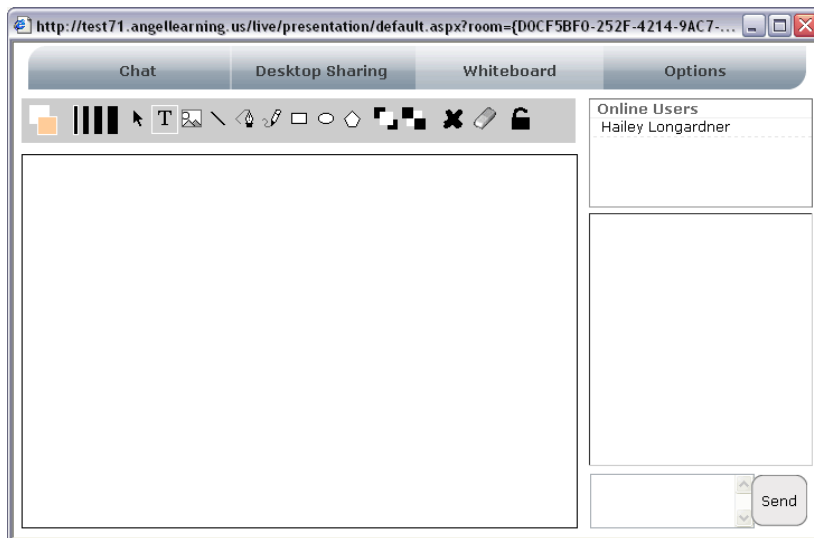 http://test71.angellearning.us/live/presentation/default.aspx?room={D0CF5BF0-252F-4214-9AC7-...
Chat Desktop Sharing Whiteboard Options
T
Online Users
Hailey Longardner
Send